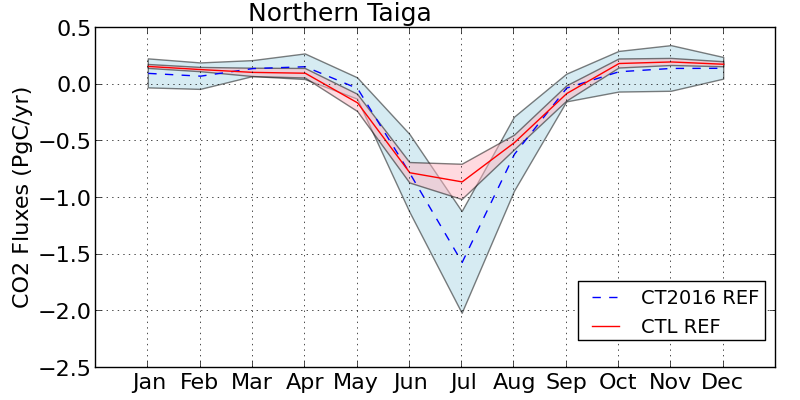 Northern Taiga
CO2 Fluxes (PgC/yr)
0.5
0.0
−0.5
−1.0
−1.5
−2.0
−2.5
CT2016 REF
CTL REF
Jan Feb Mar Apr May Jun Jul Aug Sep Oct Nov Dec